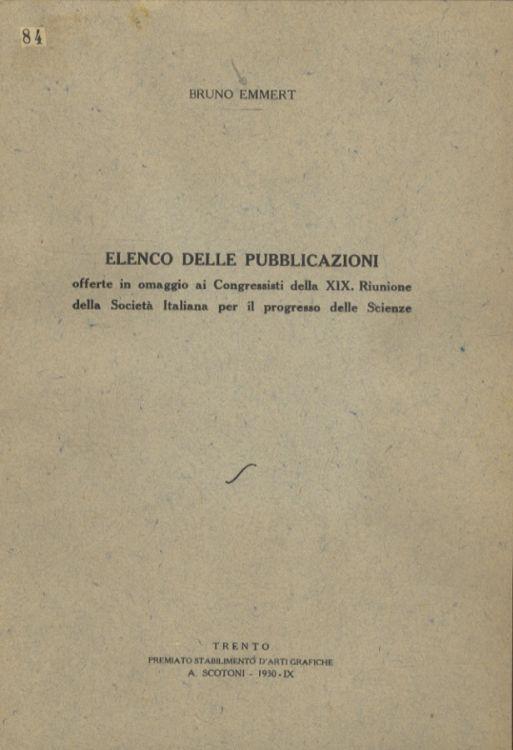 84
BRUNO EMMERT
ELENCO DELLE PUBBLICAZIONI
offerte in omaggio ai Congressisti della XIX. Riunione
della Società Italiana per il progresso delle Scienze
TRENTO
PREMIATO STABILIMENTO D'ARTI GRAFICHE
A. SCOTONI - 1930 - IX